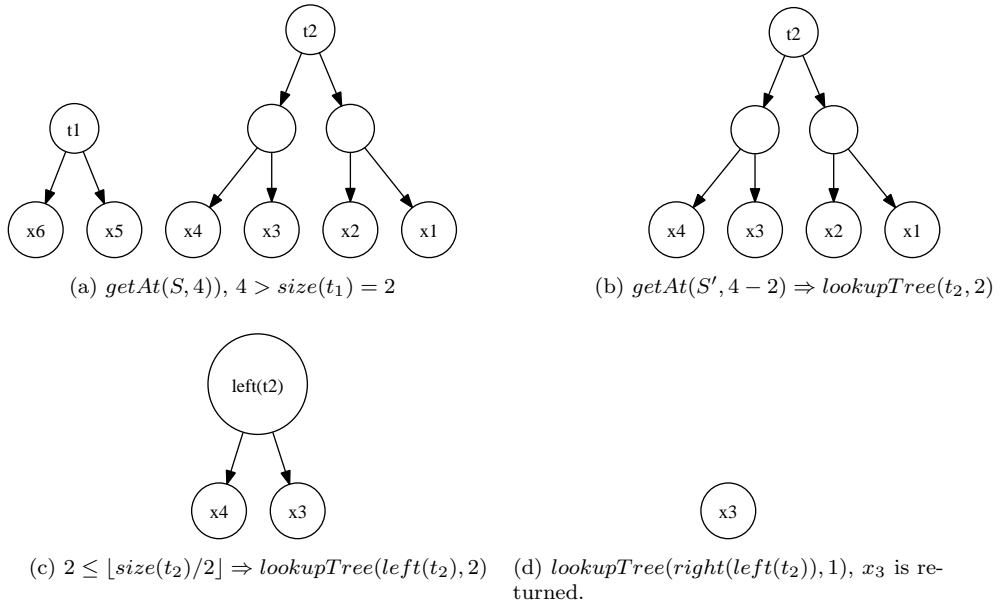 t2
t1
x6 x5 x4 x3 x2 x1
(a) getAt(S, 4)), 4 > size(t₁) = 2
t2
x4 x3 x2 x1
(b) getAt(S′, 4 − 2) ⇒ lookupTree(t₂, 2)
left(t2)
x4 x3
(c) 2 ≤ ⌊size(t₂)/2⌋ ⇒ lookupTree(left(t₂), 2)
x3
(d) lookupTree(right(left(t₂)), 1), x₃ is re-
turned.